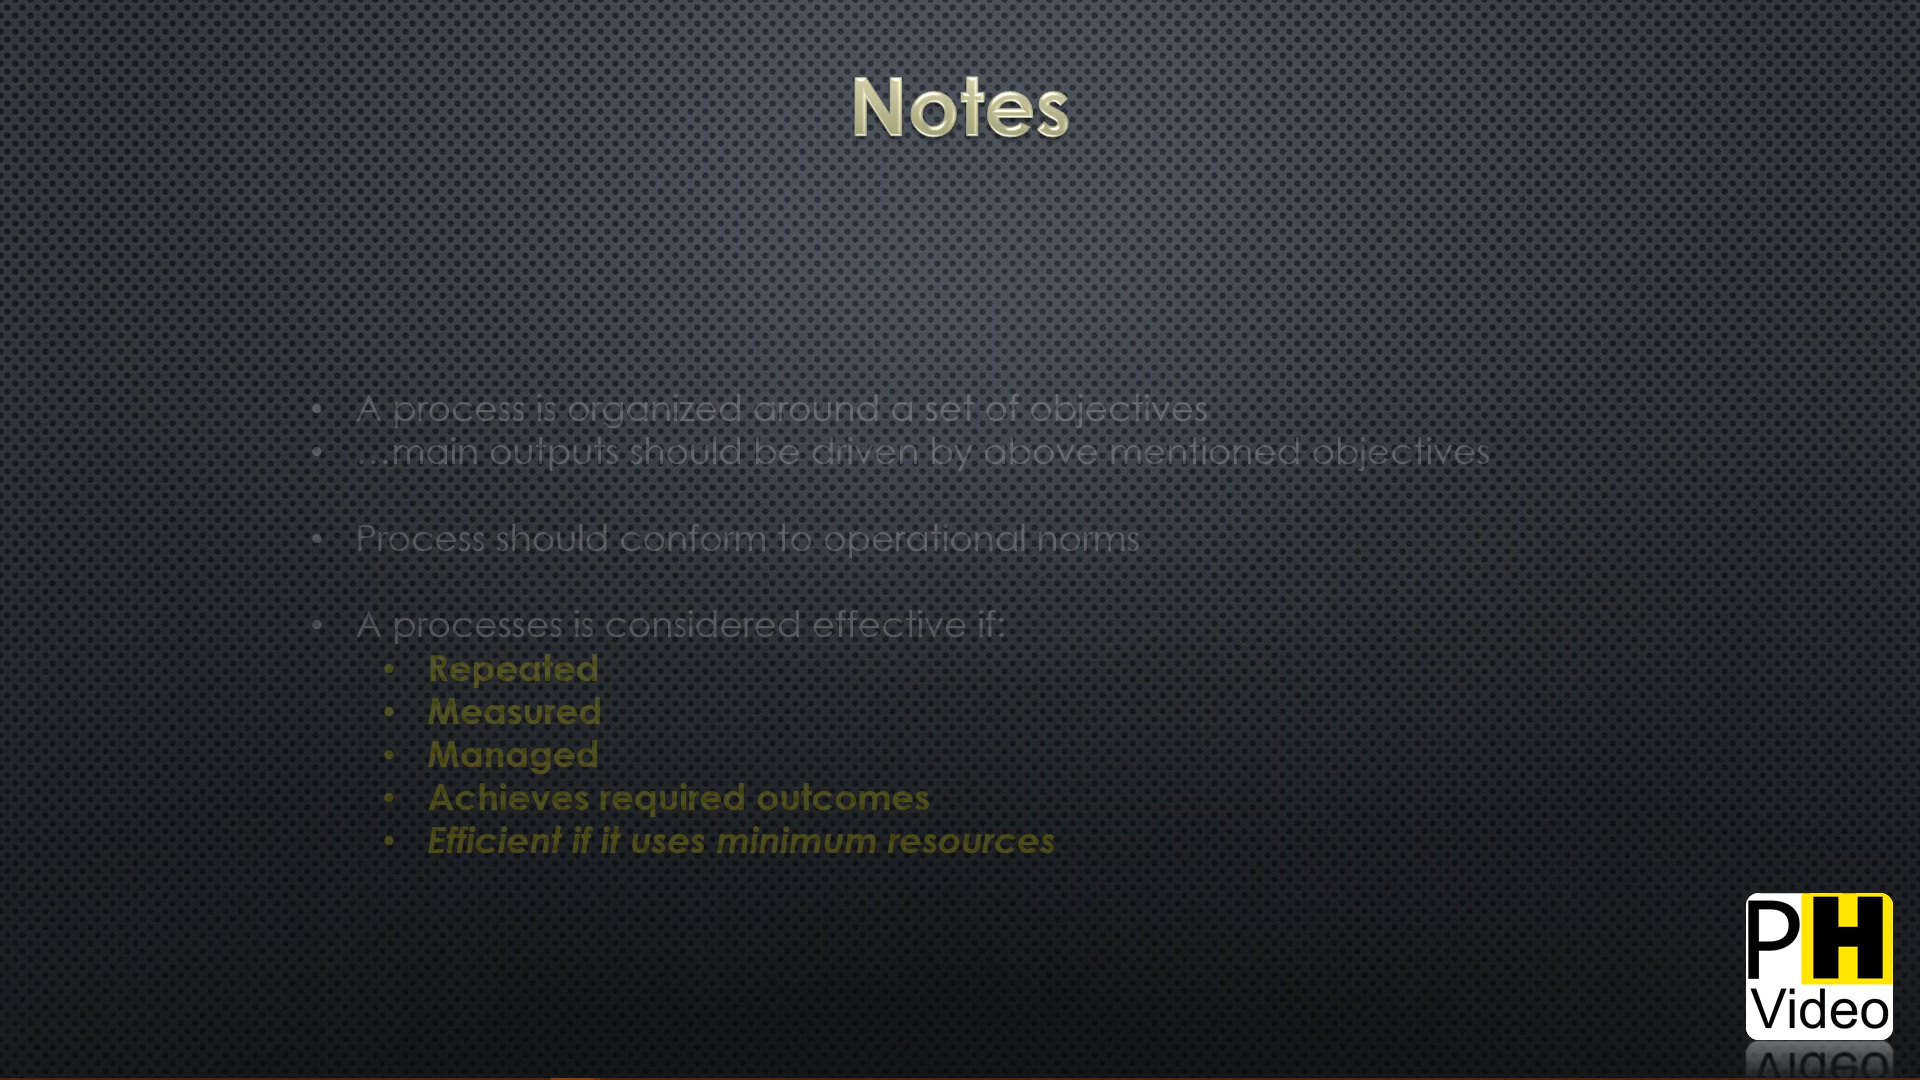 Notes
• A process is organized around a set of objectives
• ...main outputs should be driven by above mentioned objectives
• Process should conform to operational norms
• A processes is considered effective if:
• Repeated
• Measured
• Managed
• Achieves required outcomes
• Efficient if it uses minimum resources
PH
Video